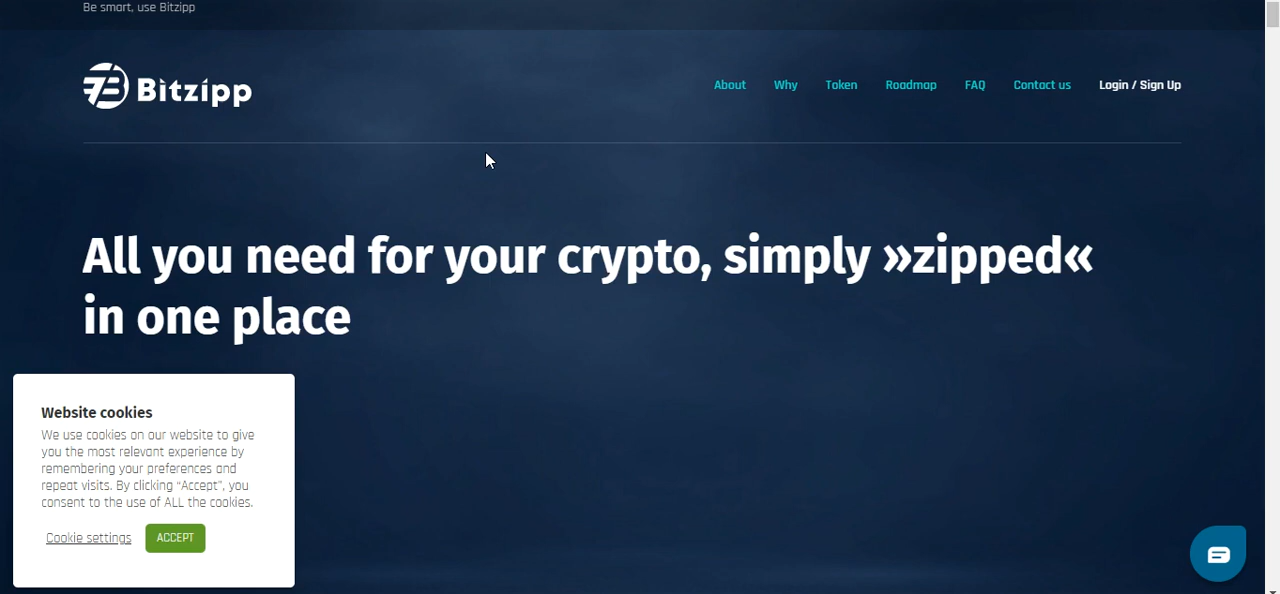 Be smart, use Bitzipp
Bitzipp
About Why Token Roadmap FAQ Contact us Login / Sign Up
All you need for your crypto, simply »zipped«
in one place
Website cookies
We use cookies on our website to give
you the most relevant experience by
remembering your preferences and
repeat visits. By clicking “Accept”, you
consent to the use of ALL the cookies.
Cookie settings ACCEPT